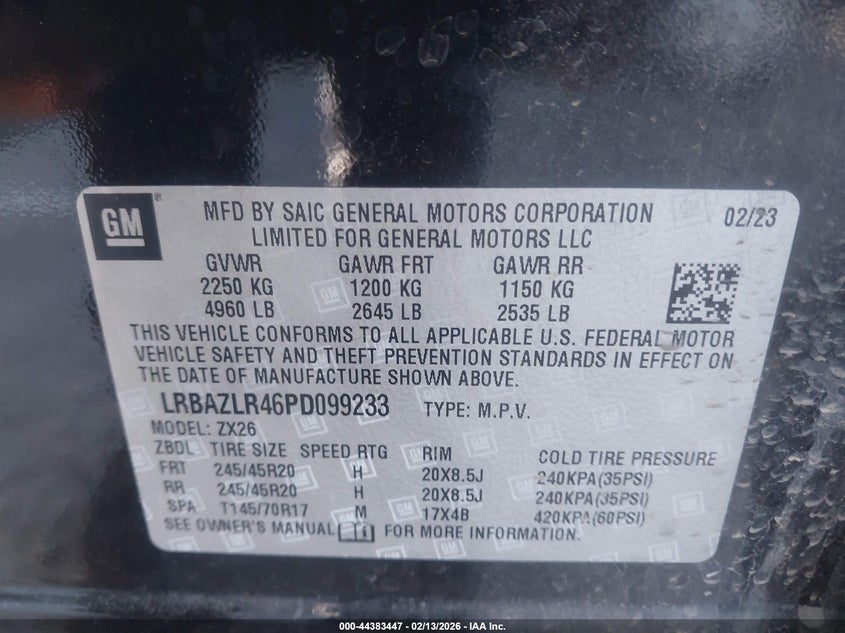 GM
MFD BY SAIC GENERAL MOTORS CORPORATION 02/23
LIMITED FOR GENERAL MOTORS LLC
GVWR GAWR FRT GAWR RR
2250 KG 1200 KG 1150 KG
4960 LB 2645 LB 2535 LB
THIS VEHICLE CONFORMS TO ALL APPLICABLE U.S. FEDERAL MOTOR
VEHICLE SAFETY AND THEFT PREVENTION STANDARDS IN EFFECT ON
THE DATE OF MANUFACTURE SHOWN ABOVE.
LRBAZLR46PD099233 TYPE: M.P.V.
MODEL: ZX26
ZBDL TIRE SIZE SPEED RTG RIM COLD TIRE PRESSURE
FRT 245/45R20 H 20X8.5J 240KPA(35PSI)
RR 245/45R20 H 20X8.5J 240KPA(35PSI)
SPA T145/70R17 M 17X4B 420KPA(60PSI)
SEE OWNER'S MANUAL FOR MORE INFORMATION.
000-44383447 - 02/13/2026 - IAA Inc.